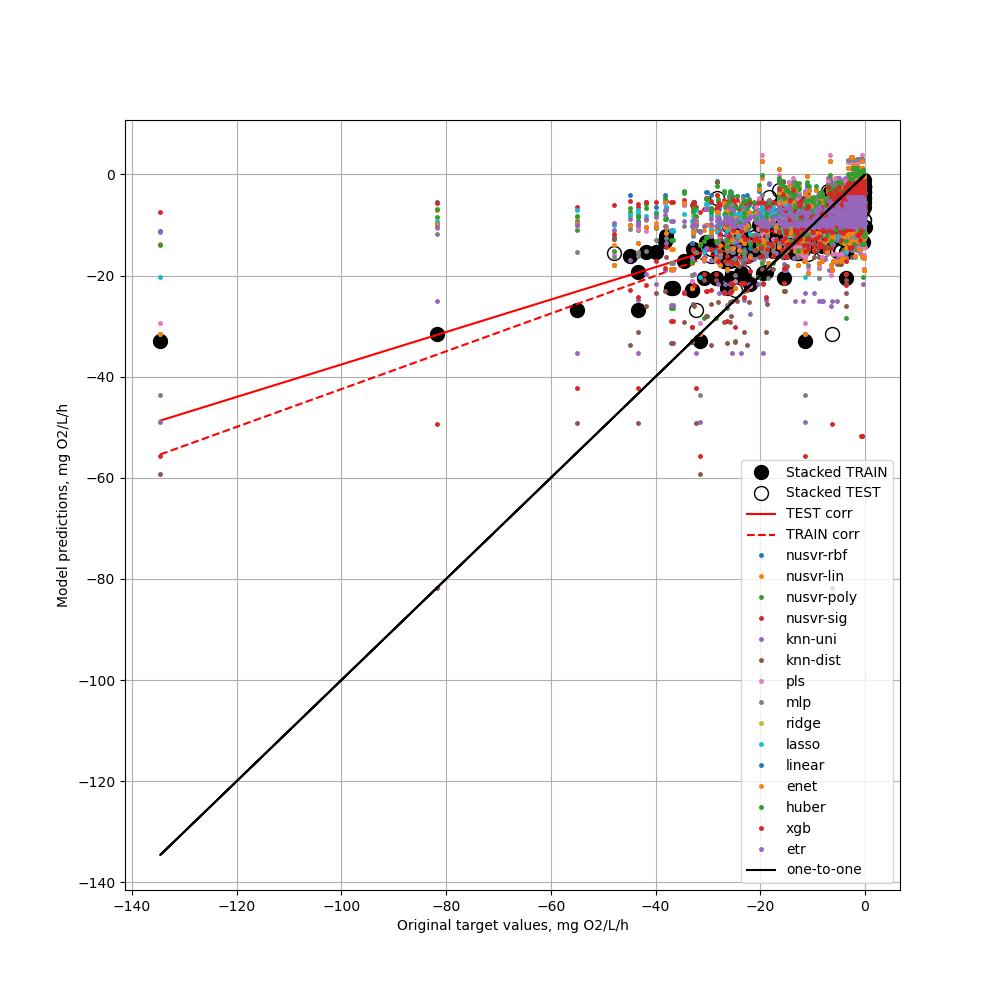 0
−20
−40
−60
−80
−100
−120
−140
Model predictions, mg O2/L/h
−140 −120 −100 −80 −60 −40 −20 0
Original target values, mg O2/L/h
Stacked TRAIN
Stacked TEST
TEST corr
TRAIN corr
nusvr-rbf
nusvr-lin
nusvr-poly
nusvr-sig
knn-uni
knn-dist
pls
mlp
ridge
lasso
linear
enet
huber
xgb
etr
one-to-one